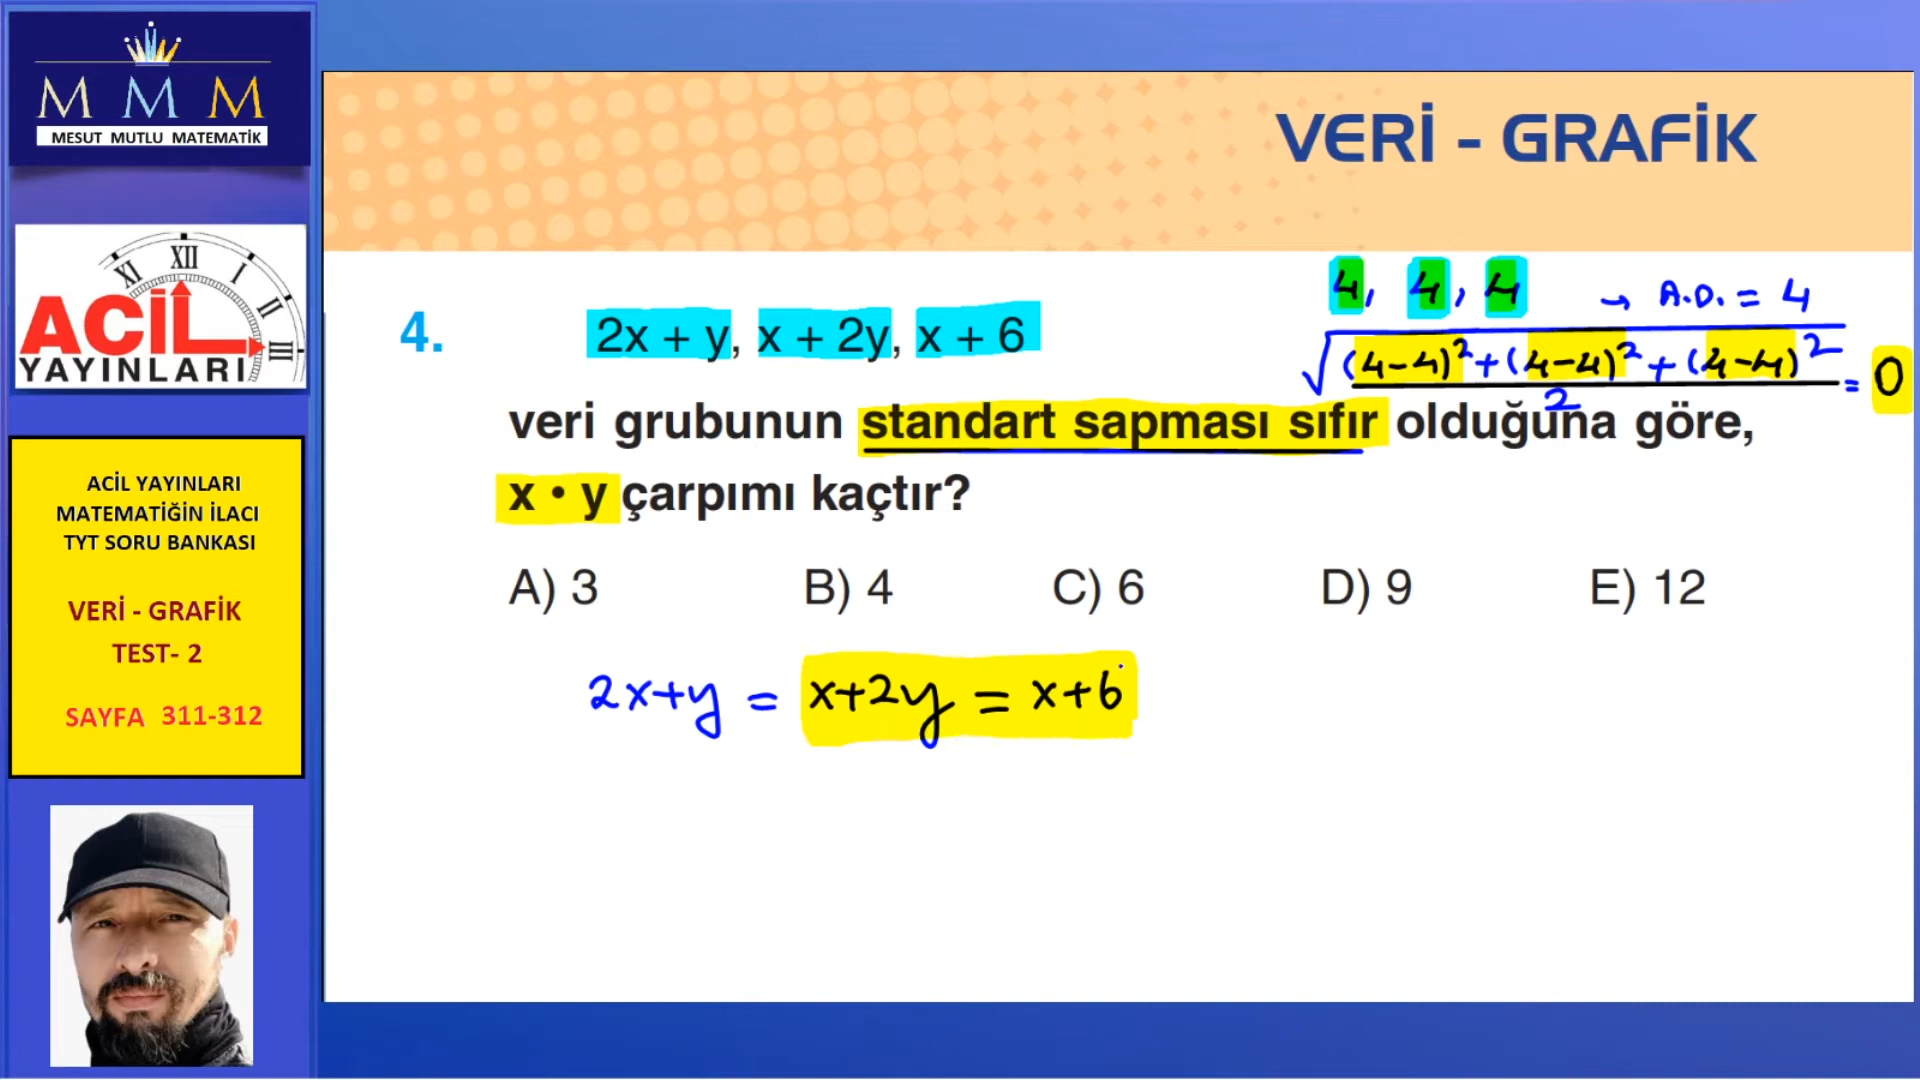 M M M
MESUT MUTLU MATEMATİK
XI XII I II III
ACİL
YAYINLARI
ACİL YAYINLARI
MATEMATİĞİN İLACI
TYT SORU BANKASI
VERİ - GRAFİK
TEST- 2
SAYFA 311-312
VERİ - GRAFİK
4, 4, 4 → A.O. = 4
√((4-4)²+(4-4)²+(4-4)²)/2 = 0
4. 2x + y, x + 2y, x + 6
veri grubunun standart sapması sıfır olduğuna göre,
x • y çarpımı kaçtır?
A) 3 B) 4 C) 6 D) 9 E) 12
2x+y = x+2y = x+6